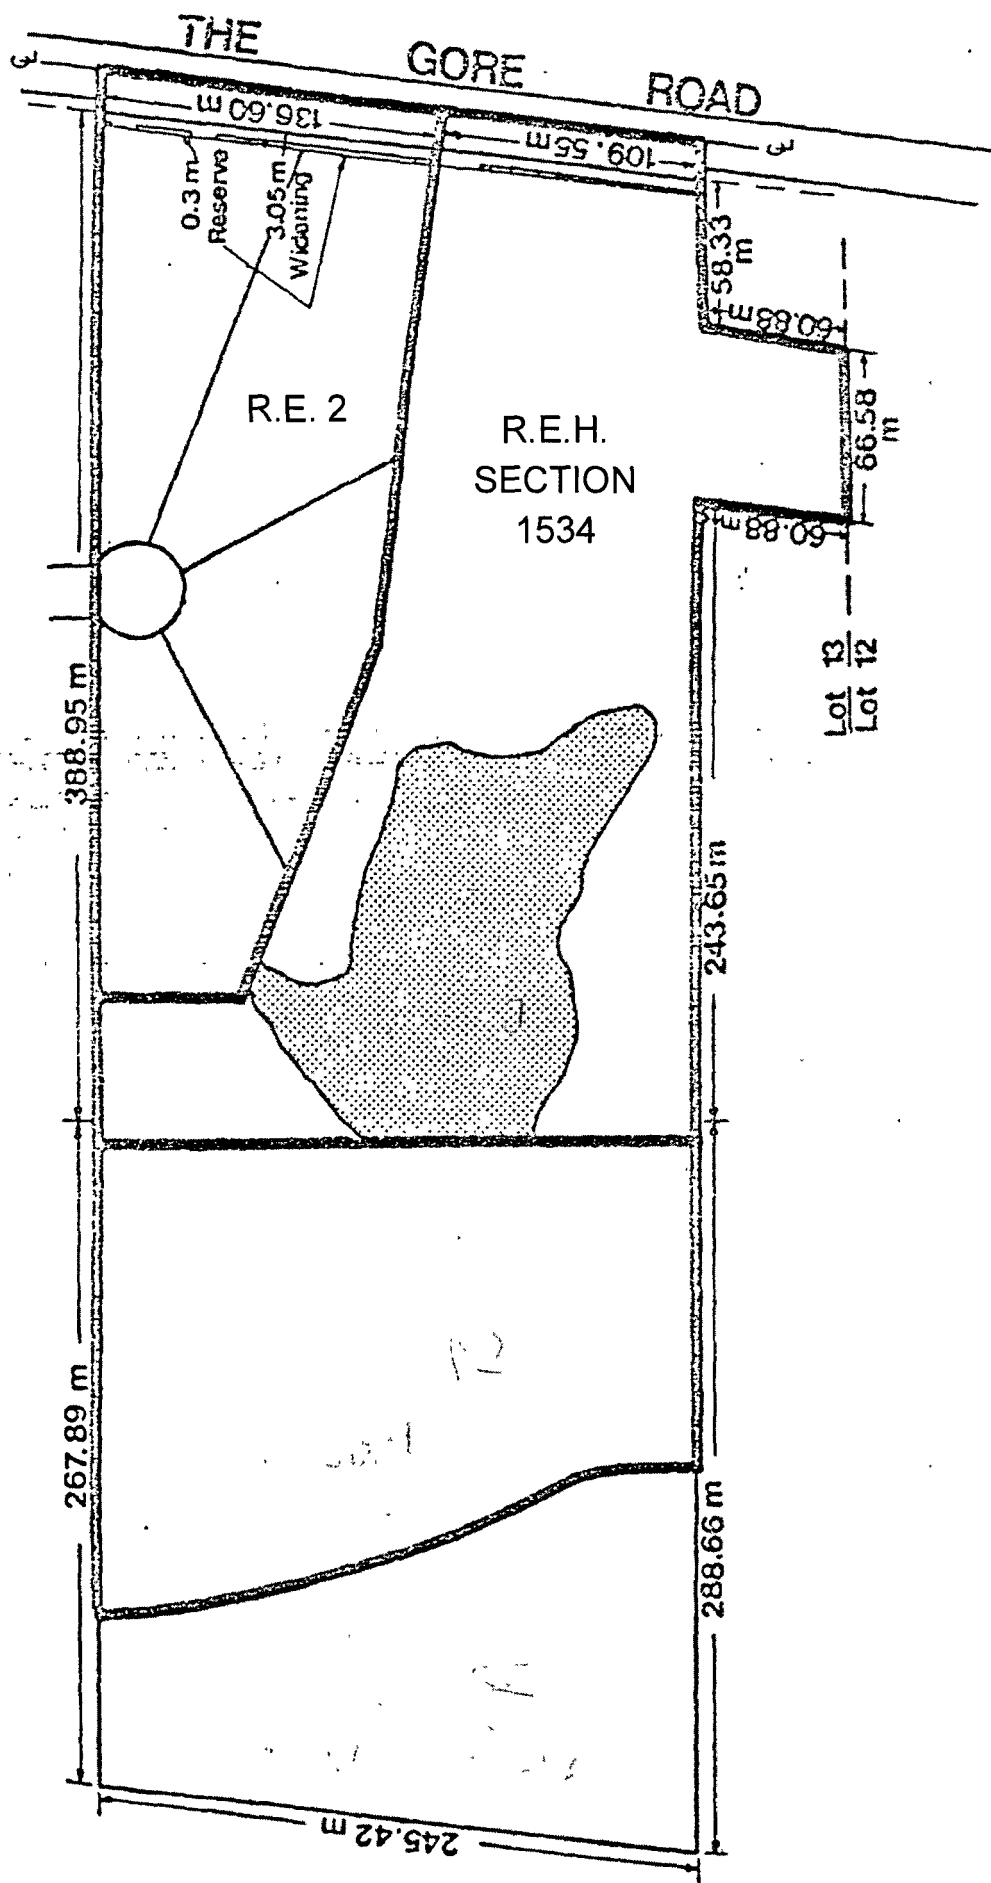 THE GORE ROAD
℄
℄
136.60 m
109.55 m
0.3 m
Reserve
3.05 m
Widening
58.33
m
60.88 m
66.58
m
60.88 m
R.E. 2
R.E.H.
SECTION
1534
Lot 13
Lot 12
388.95 m
243.65 m
267.89 m
288.66 m
245.42 m